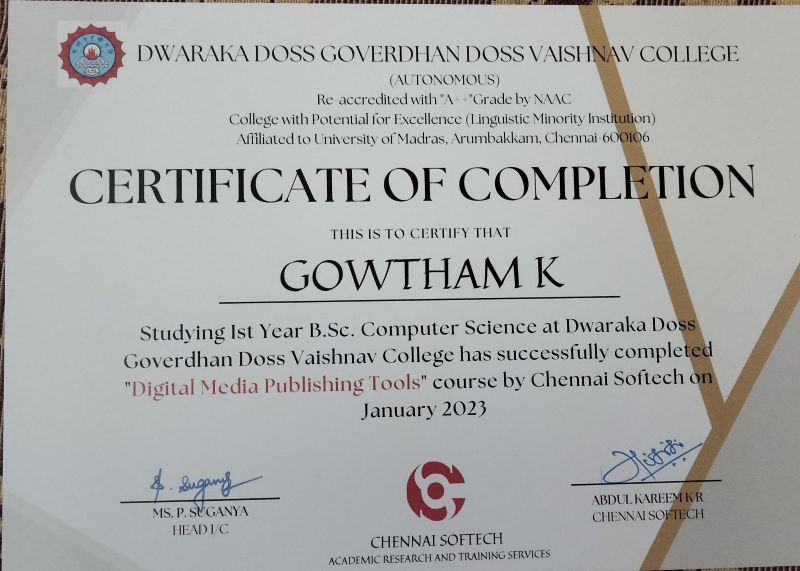 DWARAKA DOSS GOVERDHAN DOSS VAISHNAV COLLEGE
(AUTONOMOUS)
Re-accredited with "A++"Grade by NAAC
College with Potential for Excellence (Linguistic Minority Institution)
Affiliated to University of Madras, Arumbakkam, Chennai-600106
CERTIFICATE OF COMPLETION
THIS IS TO CERTIFY THAT
GOWTHAM K
Studying Ist Year B.Sc. Computer Science at Dwaraka Doss
Goverdhan Doss Vaishnav College has successfully completed
"Digital Media Publishing Tools" course by Chennai Softech on
January 2023
P. Suganya
MS. P. SUGANYA
HEAD I/C
CHENNAI SOFTECH
ACADEMIC RESEARCH AND TRAINING SERVICES
ABDUL KAREEM K R
CHENNAI SOFTECH